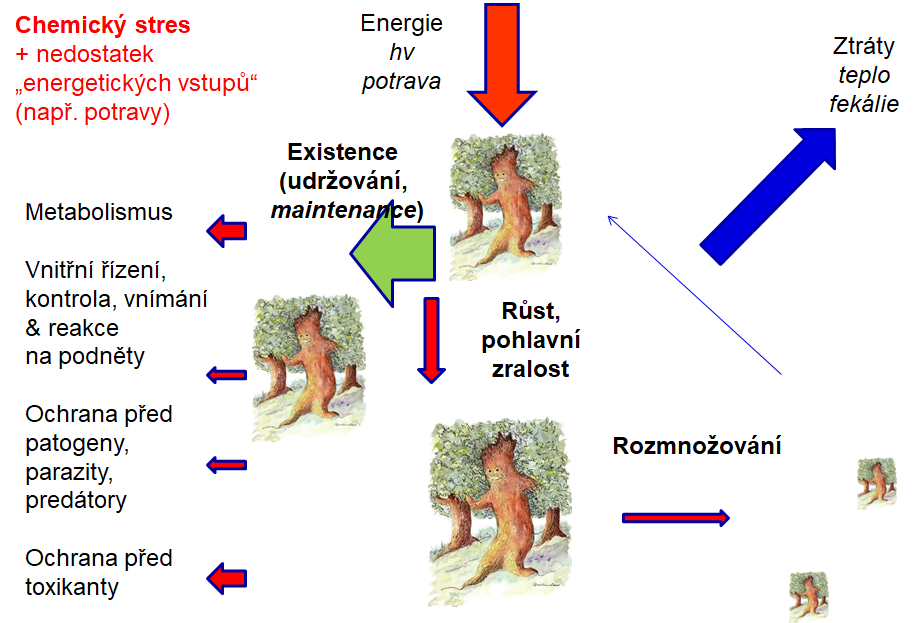 Chemický stres
+ nedostatek
„energetických vstupů“
(např. potravy)
Energie
hv
potrava
Ztráty
teplo
fekálie
Existence
(udržování,
maintenance)
Metabolismus
Vnitřní řízení,
kontrola, vnímání
& reakce
na podněty
Ochrana před
patogeny,
parazity,
predátory
Ochrana před
toxikanty
Růst,
pohlavní
zralost
Rozmnožování